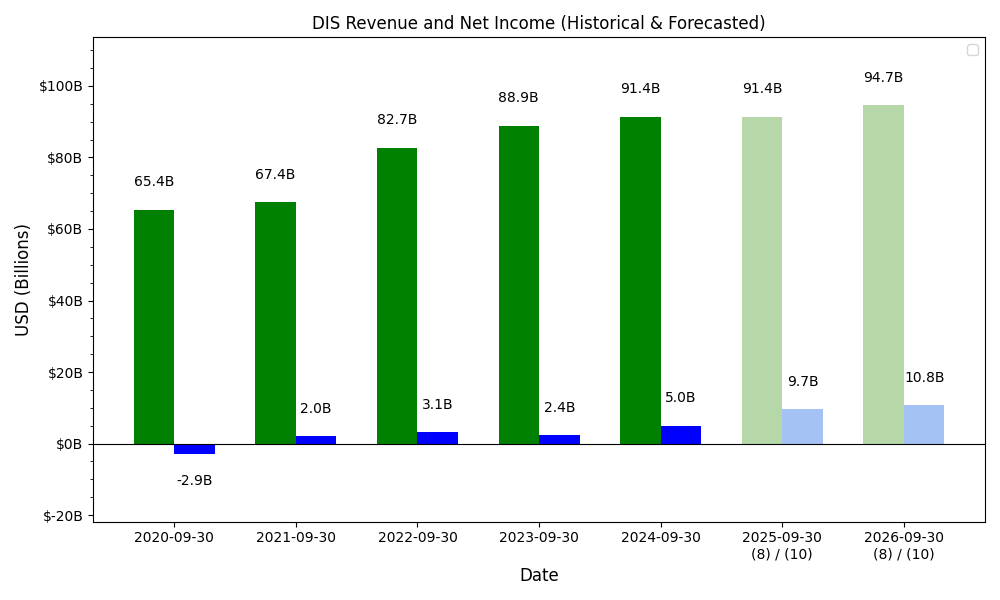 DIS Revenue and Net Income (Historical & Forecasted)
USD (Billions)
$100B
$80B
$60B
$40B
$20B
$0B
$-20B
65.4B
-2.9B
67.4B
2.0B
82.7B
3.1B
88.9B
2.4B
91.4B
5.0B
91.4B
9.7B
94.7B
10.8B
2020-09-30
2021-09-30
2022-09-30
2023-09-30
2024-09-30
2025-09-30
(8) / (10)
2026-09-30
(8) / (10)
Date